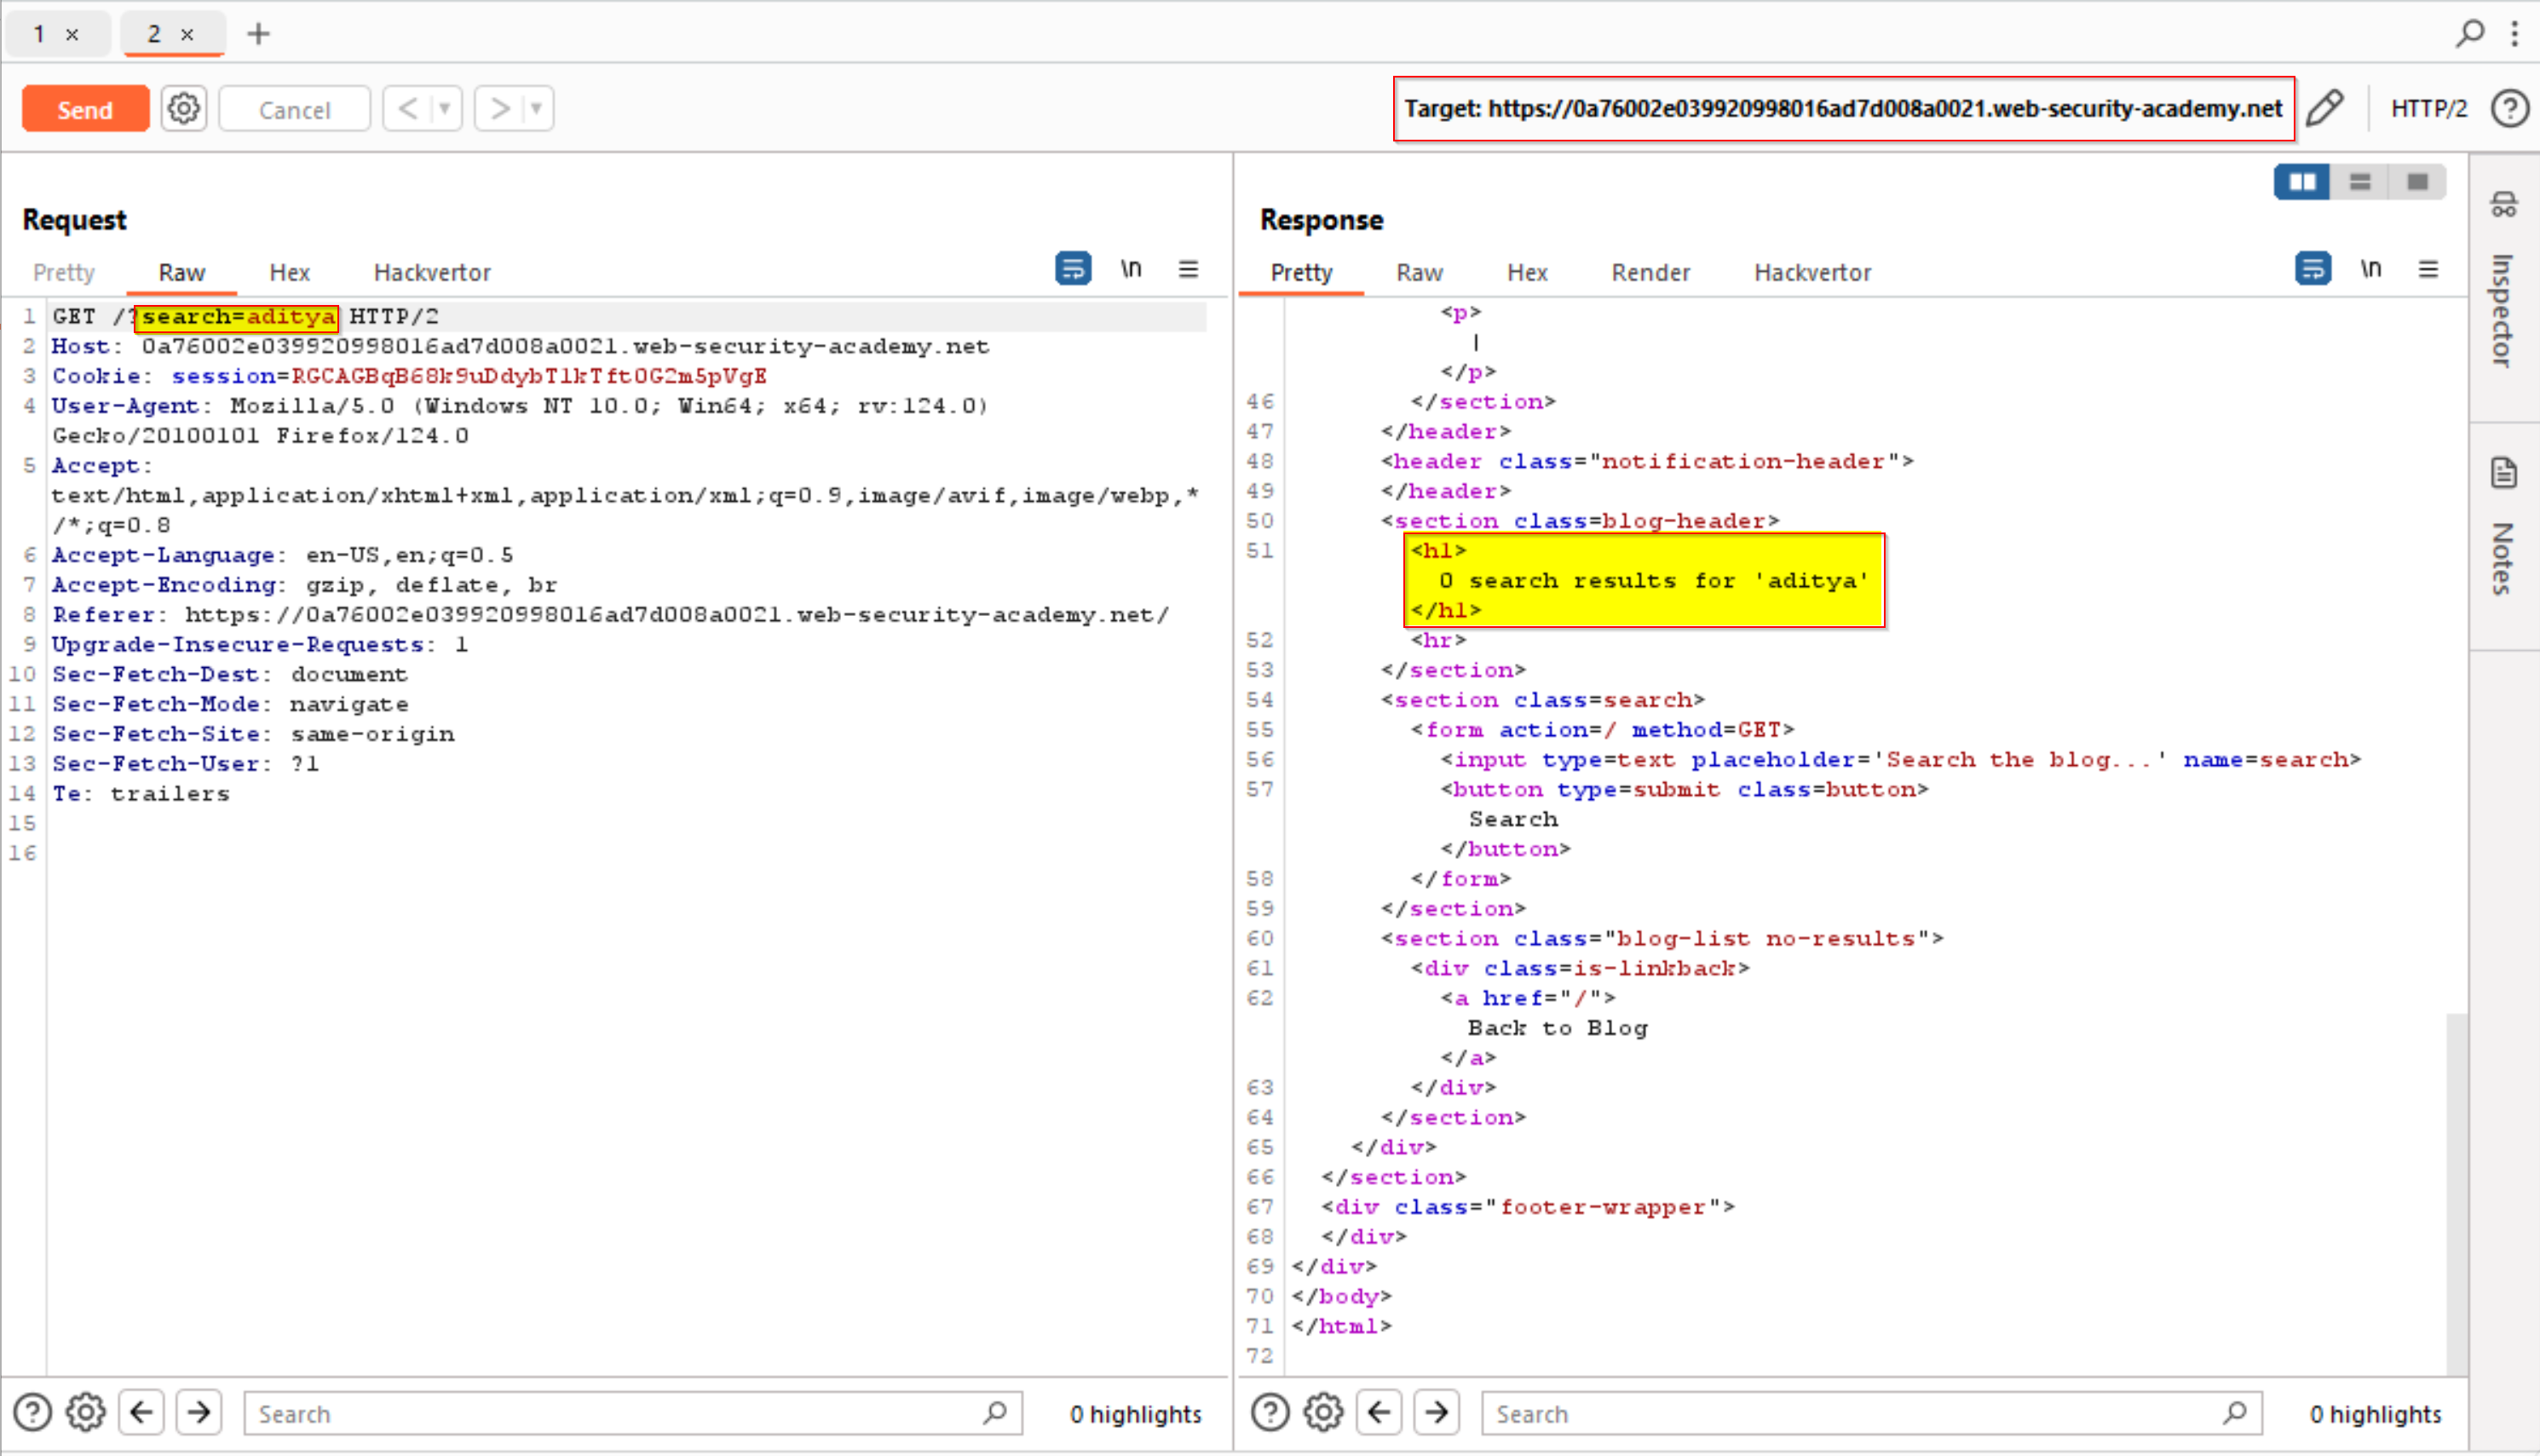 1 ×
2 ×
+
Send
Cancel
<
>
Target: https://0a76002e039920998016ad7d008a0021.web-security-academy.net
HTTP/2
Request
Pretty Raw Hex Hackvertor
\n
1 GET /?search=aditya HTTP/2
2 Host: 0a76002e039920998016ad7d008a0021.web-security-academy.net
3 Cookie: session=RGCAGBqB68k9uDdybTlkTft0G2m5pVgE
4 User-Agent: Mozilla/5.0 (Windows NT 10.0; Win64; x64; rv:124.0)
Gecko/20100101 Firefox/124.0
5 Accept:
text/html,application/xhtml+xml,application/xml;q=0.9,image/avif,image/webp,*
/*;q=0.8
6 Accept-Language: en-US,en;q=0.5
7 Accept-Encoding: gzip, deflate, br
8 Referer: https://0a76002e039920998016ad7d008a0021.web-security-academy.net/
9 Upgrade-Insecure-Requests: 1
10 Sec-Fetch-Dest: document
11 Sec-Fetch-Mode: navigate
12 Sec-Fetch-Site: same-origin
13 Sec-Fetch-User: ?1
14 Te: trailers
15
16
Search
0 highlights
Response
Pretty Raw Hex Render Hackvertor
\n
<p>
|
</p>
46 </section>
47 </header>
48 <header class="notification-header">
49 </header>
50 <section class=blog-header>
51 <h1>
0 search results for 'aditya'
</h1>
52 <hr>
53 </section>
54 <section class=search>
55 <form action=/ method=GET>
56 <input type=text placeholder='Search the blog...' name=search>
57 <button type=submit class=button>
Search
</button>
58 </form>
59 </section>
60 <section class="blog-list no-results">
61 <div class=is-linkback>
62 <a href="/">
Back to Blog
</a>
63 </div>
64 </section>
65 </div>
66 </section>
67 <div class="footer-wrapper">
68 </div>
69 </div>
70 </body>
71 </html>
72
Search
0 highlights
Inspector
Notes